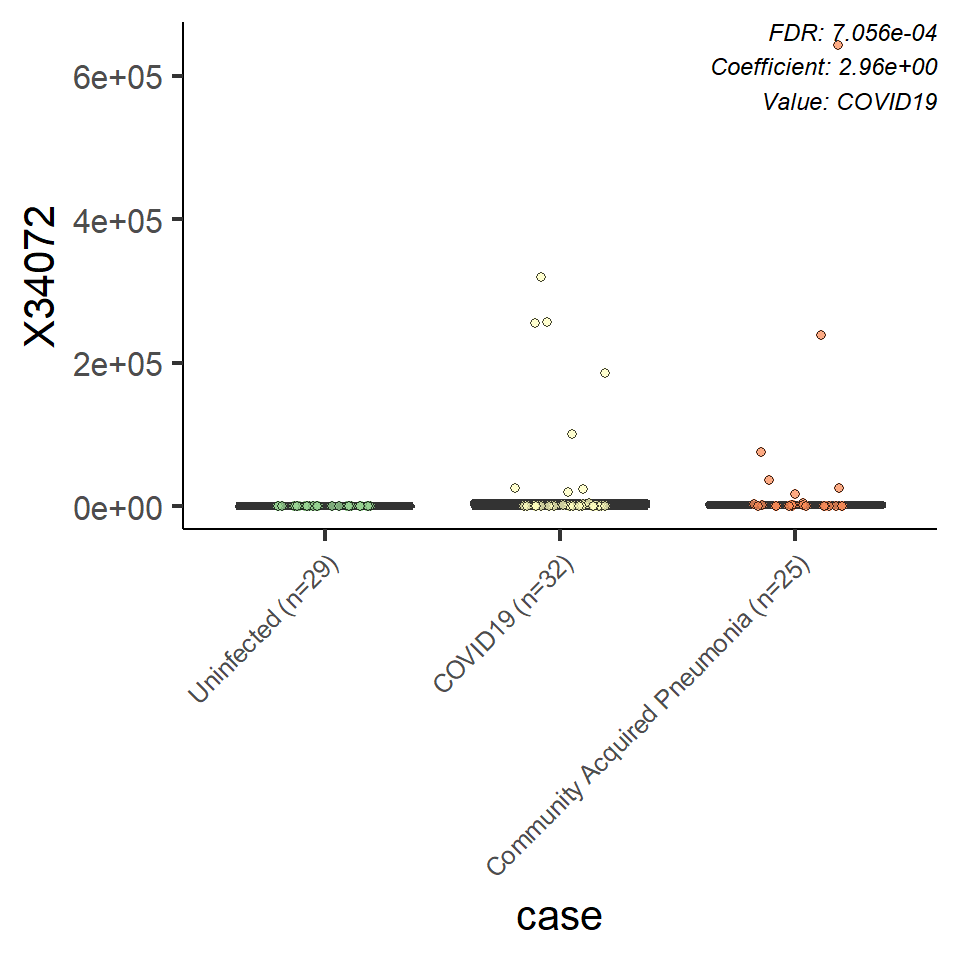 FDR: 7.056e-04
Coefficient: 2.96e+00
Value: COVID19
X34072
6e+05
4e+05
2e+05
0e+00
Uninfected (n=29)
COVID19 (n=32)
Community Acquired Pneumonia (n=25)
case